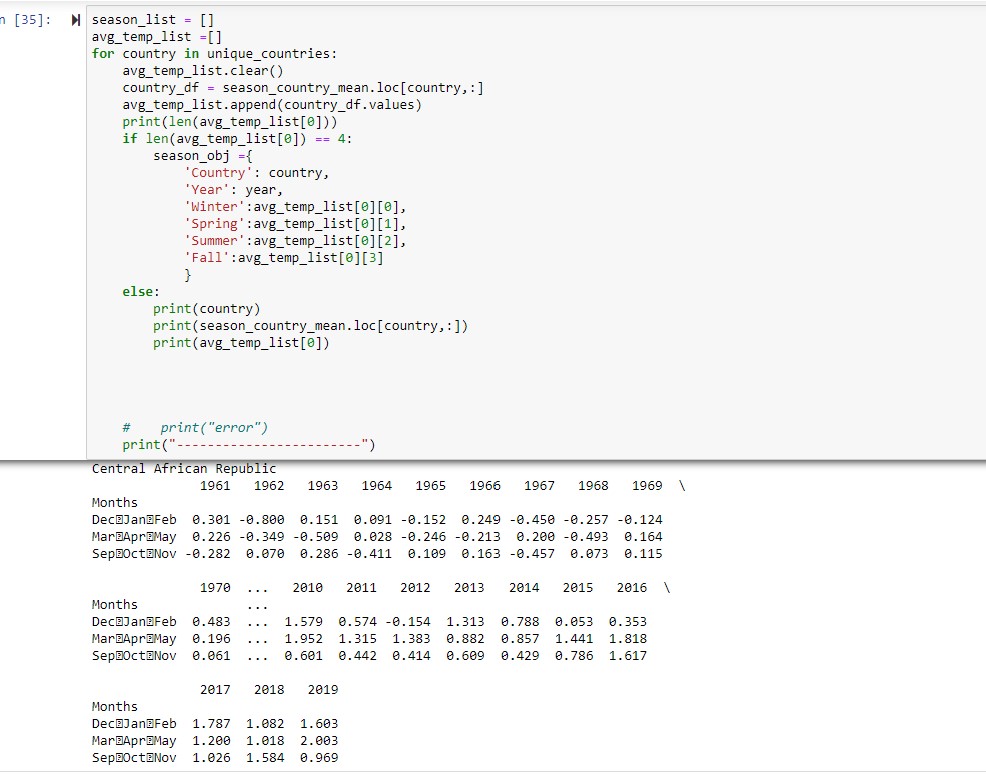 n [35]:
season_list = []
avg_temp_list =[]
for country in unique_countries:
    avg_temp_list.clear()
    country_df = season_country_mean.loc[country,:]
    avg_temp_list.append(country_df.values)
    print(len(avg_temp_list[0]))
    if len(avg_temp_list[0]) == 4:
        season_obj ={
            'Country': country,
            'Year': year,
            'Winter':avg_temp_list[0][0],
            'Spring':avg_temp_list[0][1],
            'Summer':avg_temp_list[0][2],
            'Fall':avg_temp_list[0][3]
            }
    else:
        print(country)
        print(season_country_mean.loc[country,:])
        print(avg_temp_list[0])
    #    print("error")
    print("------------------------")
Central African Republic
              1961   1962   1963   1964   1965   1966   1967   1968   1969  \
Months
Dec�Jan�Feb  0.301 -0.800  0.151  0.091 -0.152  0.249 -0.450 -0.257 -0.124
Mar�Apr�May  0.226 -0.349 -0.509  0.028 -0.246 -0.213  0.200 -0.493  0.164
Sep�Oct�Nov -0.282  0.070  0.286 -0.411  0.109  0.163 -0.457  0.073  0.115
              1970  ...   2010   2011   2012   2013   2014   2015   2016  \
Months              ...
Dec�Jan�Feb  0.483  ...  1.579  0.574 -0.154  1.313  0.788  0.053  0.353
Mar�Apr�May  0.196  ...  1.952  1.315  1.383  0.882  0.857  1.441  1.818
Sep�Oct�Nov  0.061  ...  0.601  0.442  0.414  0.609  0.429  0.786  1.617
              2017   2018   2019
Months
Dec�Jan�Feb  1.787  1.082  1.603
Mar�Apr�May  1.200  1.018  2.003
Sep�Oct�Nov  1.026  1.584  0.969